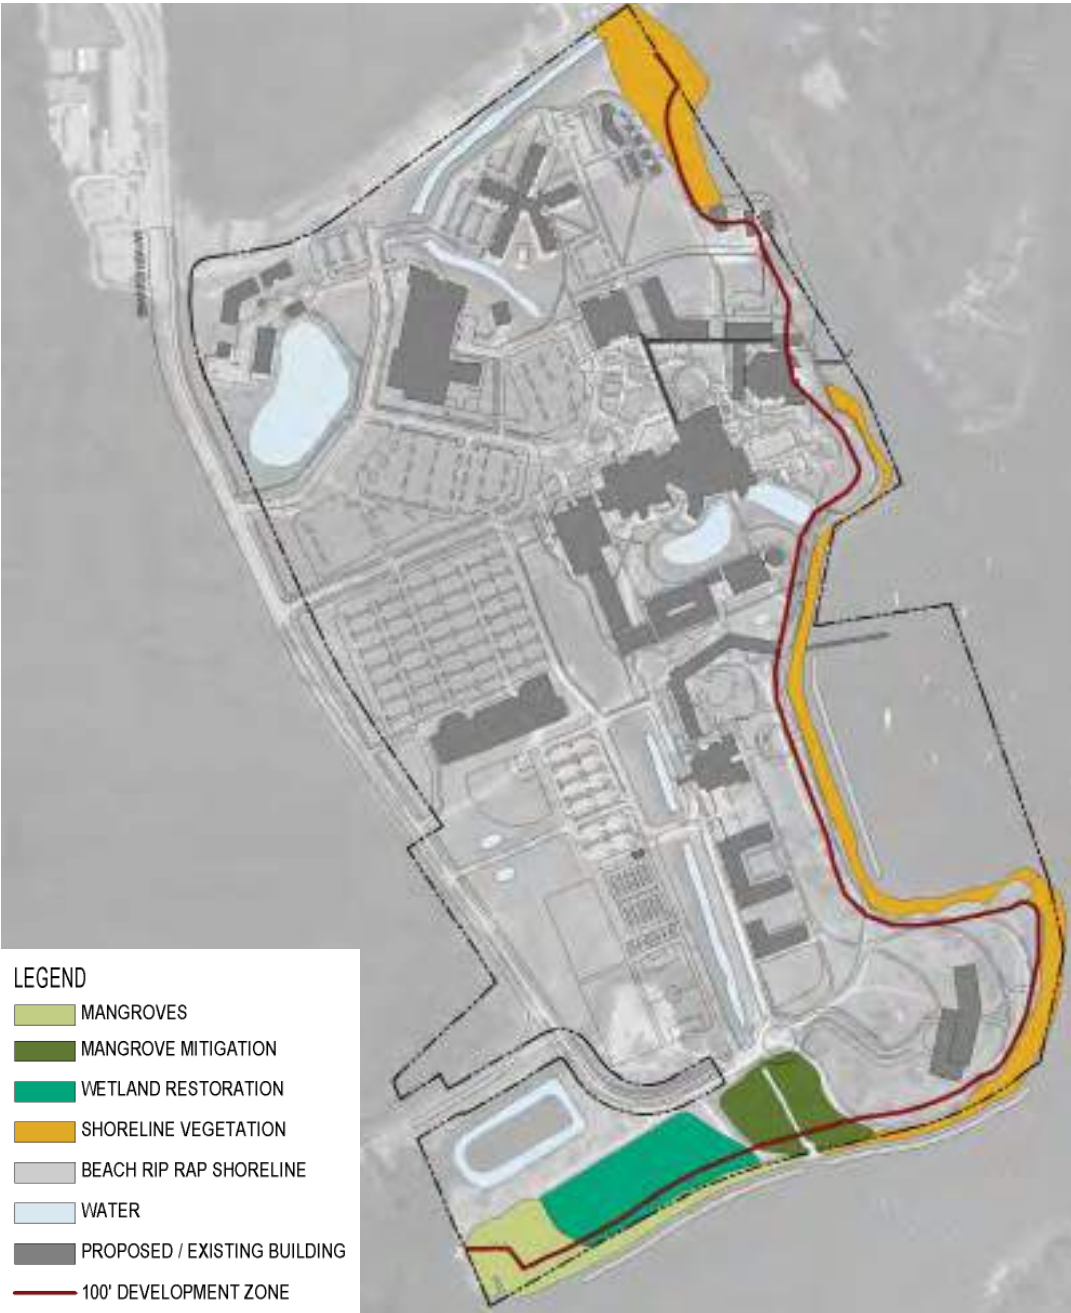 LEGEND
MANGROVES
MANGROVE MITIGATION
WETLAND RESTORATION
SHORELINE VEGETATION
BEACH RIP RAP SHORELINE
WATER
PROPOSED / EXISTING BUILDING
100' DEVELOPMENT ZONE